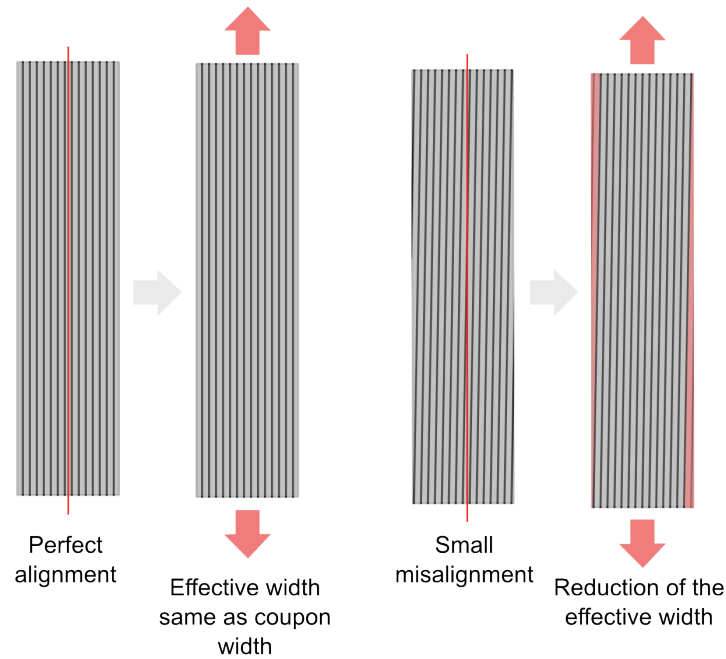 Perfect
alignment
Effective width
same as coupon
width
Small
misalignment
Reduction of the
effective width